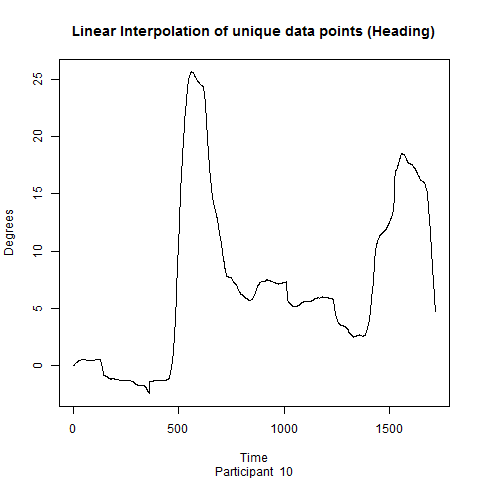 Linear Interpolation of unique data points (Heading)
Degrees
25
20
15
10
5
0
0 500 1000 1500
Time
Participant 10